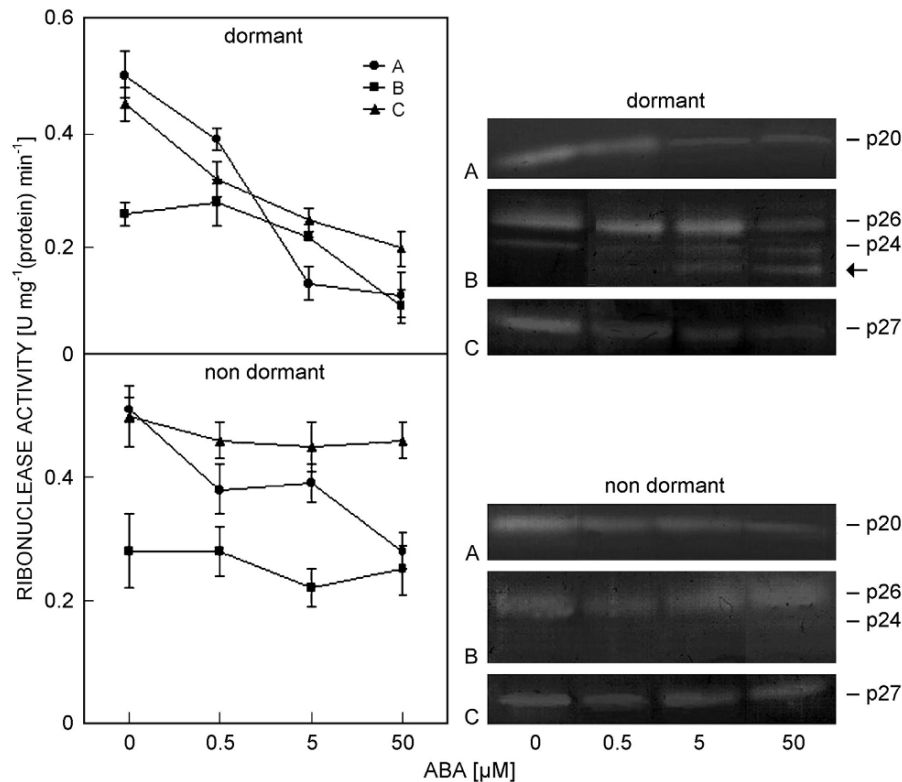 RIBONUCLEASE ACTIVITY [U mg⁻¹(protein) min⁻¹]
0.6
dormant
A
B
C
0.4
0.2
0
non dormant
0.4
0.2
0
0 0.5 5 50
dormant
A – p20
B – p26
– p24
←
C – p27
non dormant
A – p20
B – p26
– p24
C – p27
0 0.5 5 50
ABA [µM]